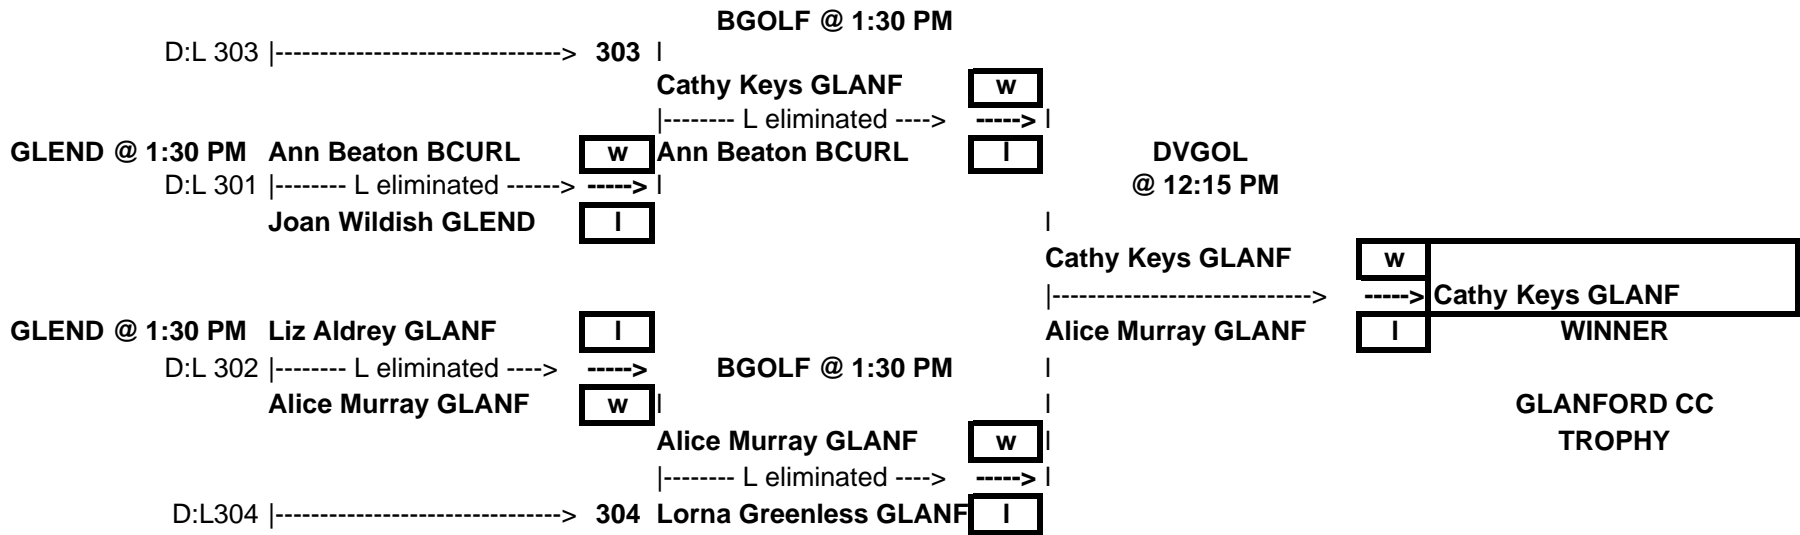 BGOLF @ 1:30 PM
D:L 303 |--------------------------------> 303 l
Cathy Keys GLANF w
|-------- L eliminated ----> -----> l
GLEND @ 1:30 PM Ann Beaton BCURL w Ann Beaton BCURL l DVGOL
D:L 301 |-------- L eliminated ------> -----> l @ 12:15 PM
Joan Wildish GLEND l l
Cathy Keys GLANF w
|-----------------------------> -----> Cathy Keys GLANF
GLEND @ 1:30 PM Liz Aldrey GLANF l Alice Murray GLANF l WINNER
D:L 302 |-------- L eliminated ----> -----> BGOLF @ 1:30 PM l
Alice Murray GLANF w l l GLANFORD CC
Alice Murray GLANF w l TROPHY
|-------- L eliminated ----> -----> l
D:L304 |--------------------------------> 304 Lorna Greenless GLANF l